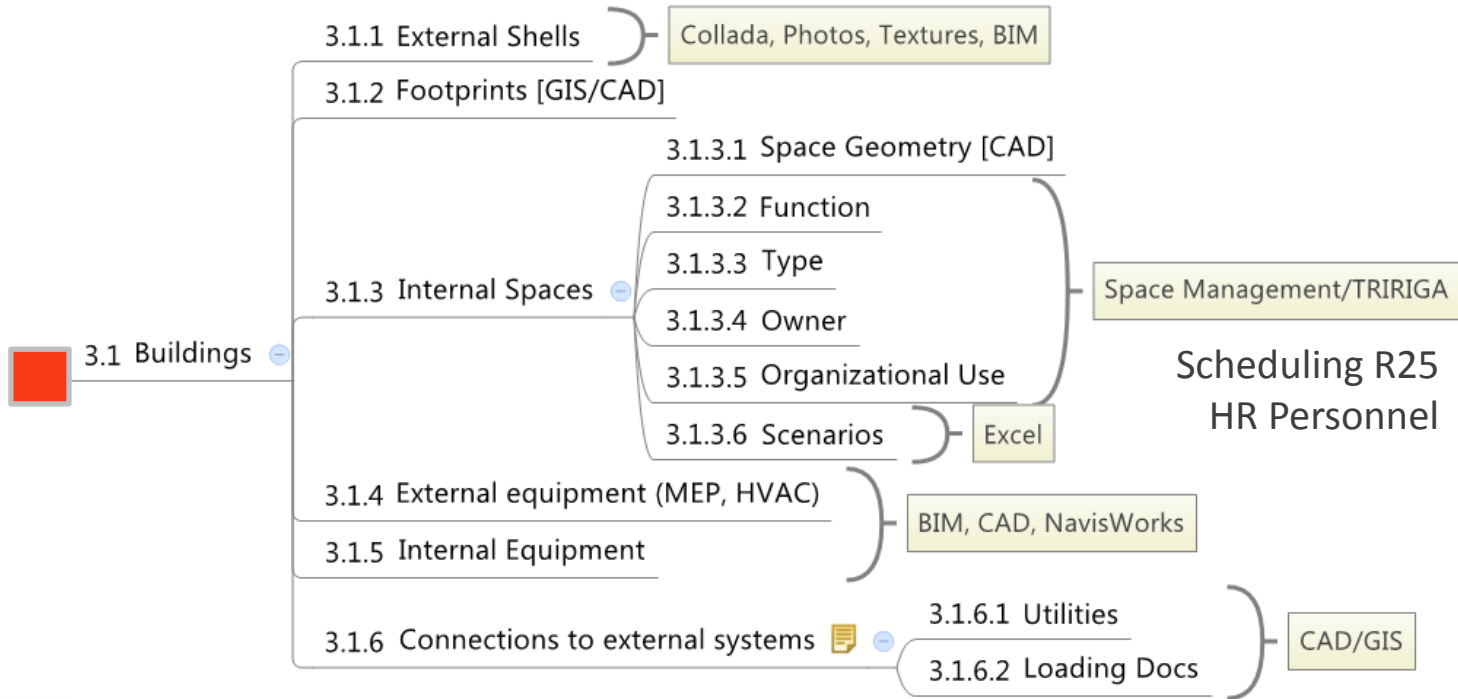 3.1.1 External Shells
Collada, Photos, Textures, BIM
3.1.2 Footprints [GIS/CAD]
3.1.3.1 Space Geometry [CAD]
3.1.3.2 Function
3.1.3.3 Type
3.1.3 Internal Spaces
Space Management/TRIRIGA
3.1.3.4 Owner
3.1 Buildings
3.1.3.5 Organizational Use
Scheduling R25
HR Personnel
3.1.3.6 Scenarios
Excel
3.1.4 External equipment (MEP, HVAC)
BIM, CAD, NavisWorks
3.1.5 Internal Equipment
3.1.6 Connections to external systems
3.1.6.1 Utilities
CAD/GIS
3.1.6.2 Loading Docs